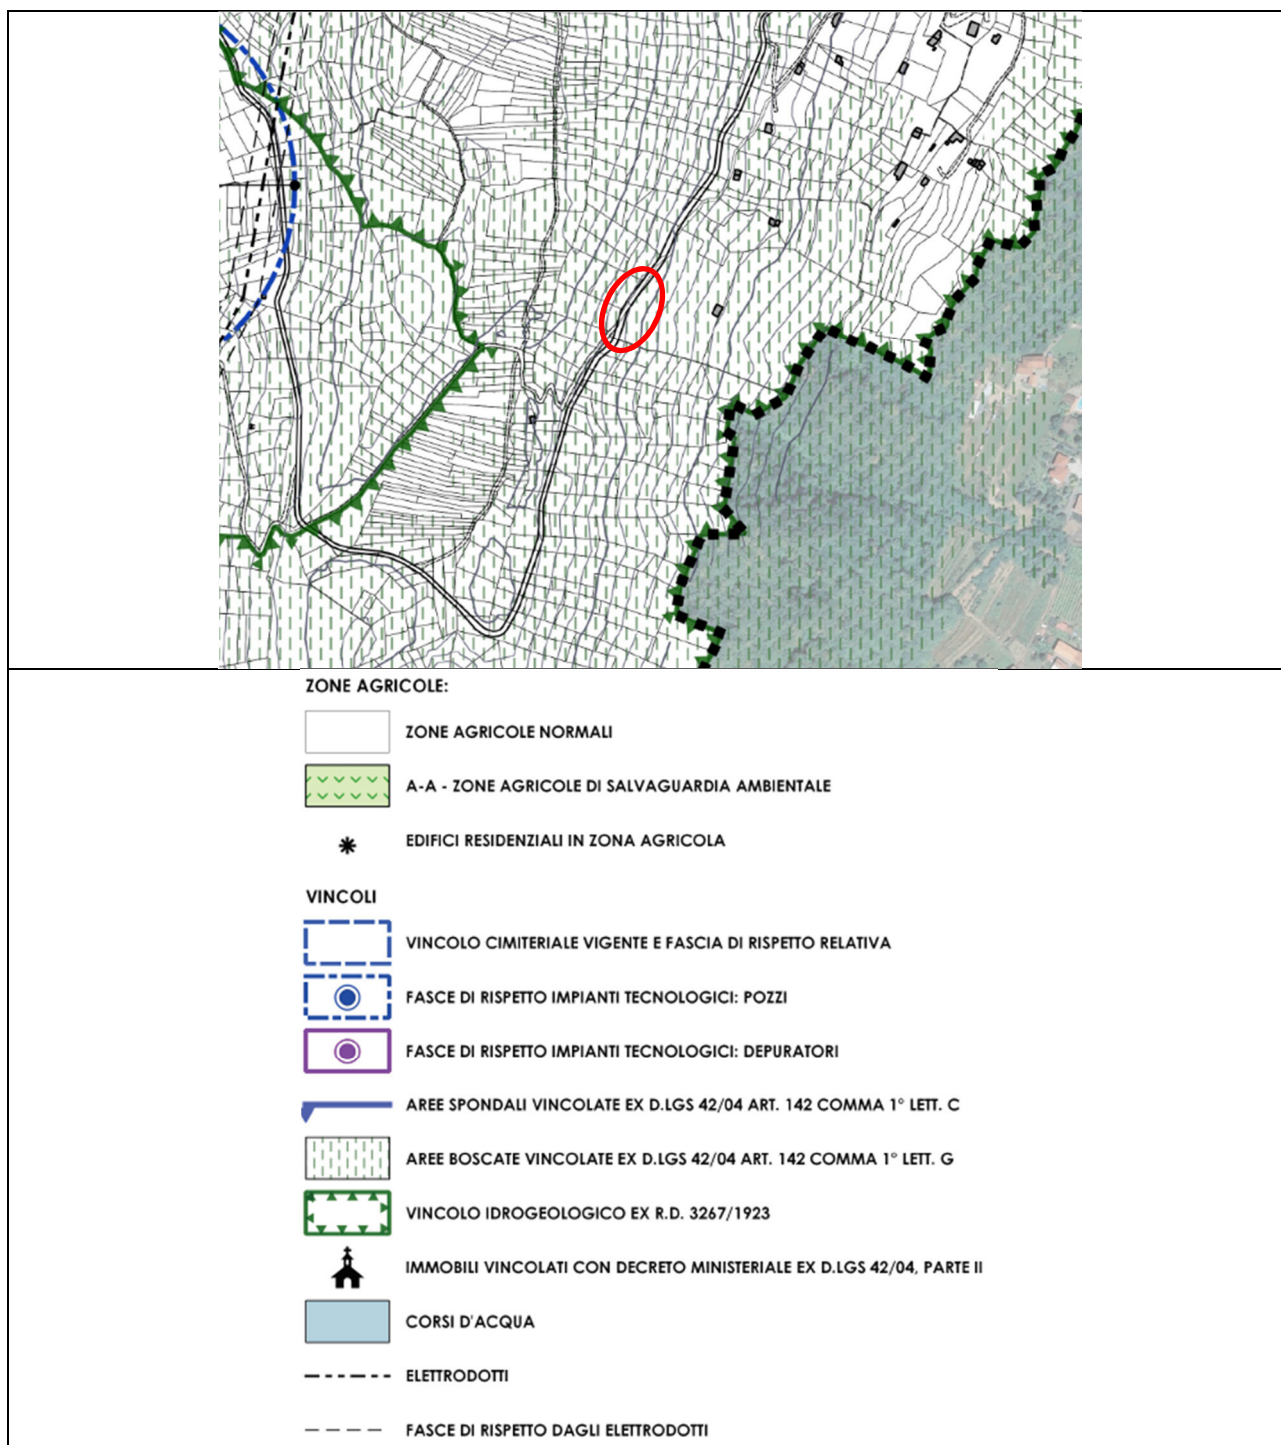 ZONE AGRICOLE:
ZONE AGRICOLE NORMALI
A-A - ZONE AGRICOLE DI SALVAGUARDIA AMBIENTALE
EDIFICI RESIDENZIALI IN ZONA AGRICOLA
VINCOLI
VINCOLO CIMITERIALE VIGENTE E FASCIA DI RISPETTO RELATIVA
FASCE DI RISPETTO IMPIANTI TECNOLOGICI: POZZI
FASCE DI RISPETTO IMPIANTI TECNOLOGICI: DEPURATORI
AREE SPONDALI VINCOLATE EX D.LGS 42/04 ART. 142 COMMA 1° LETT. C
AREE BOSCATE VINCOLATE EX D.LGS 42/04 ART. 142 COMMA 1° LETT. G
VINCOLO IDROGEOLOGICO EX R.D. 3267/1923
IMMOBILI VINCOLATI CON DECRETO MINISTERIALE EX D.LGS 42/04, PARTE II
CORSI D'ACQUA
ELETTRODOTTI
FASCE DI RISPETTO DAGLI ELETTRODOTTI